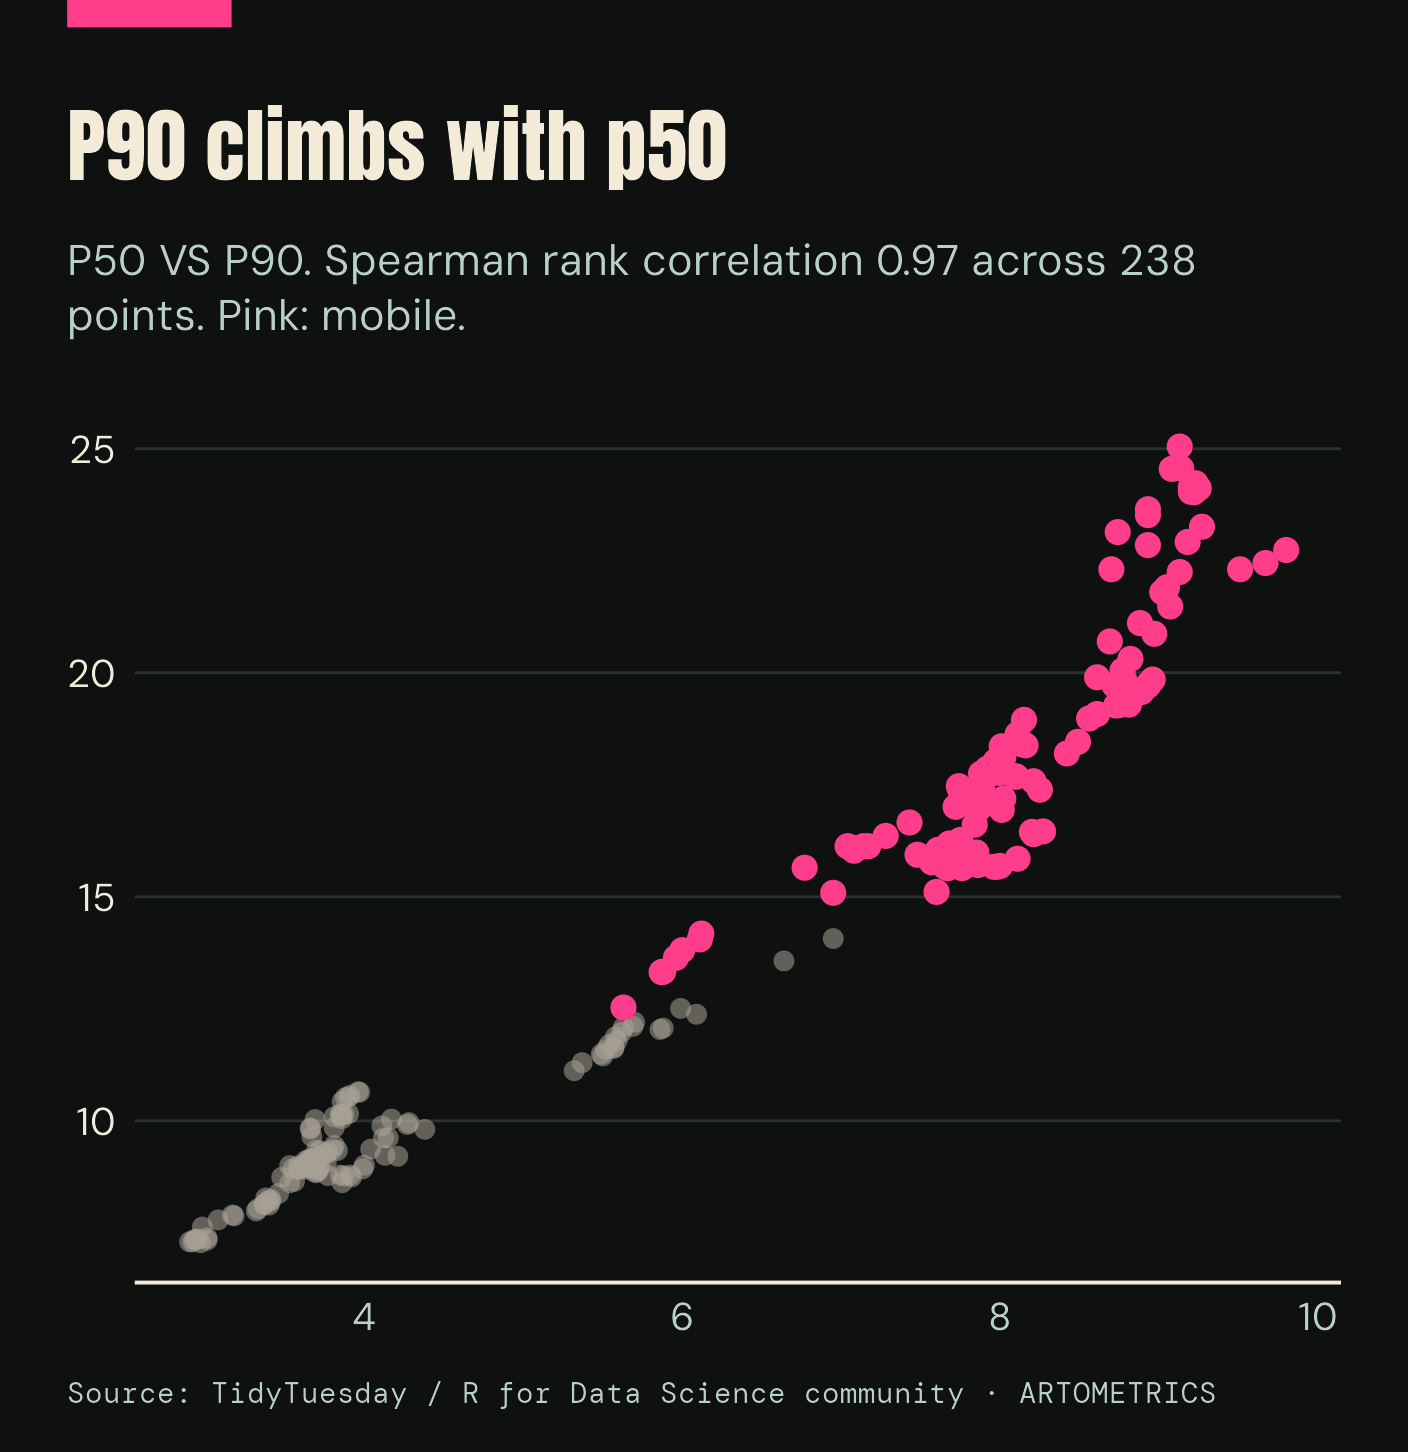 P90 climbs with p50
P50 VS P90. Spearman rank correlation 0.97 across 238
points. Pink: mobile.
25
20
15
10
4 6 8 10
Source: TidyTuesday / R for Data Science community · ARTOMETRICS